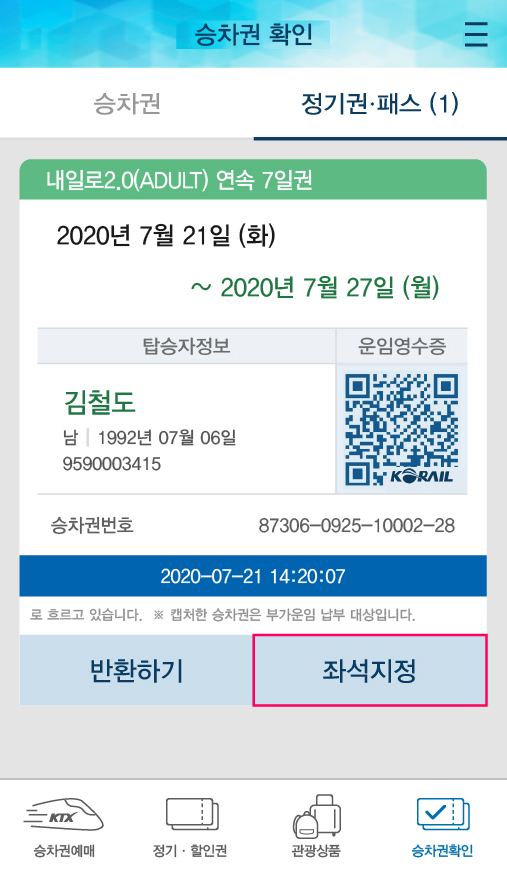 승차권 확인
승차권
정기권·패스 (1)
내일로2.0(ADULT) 연속 7일권
2020년 7월 21일 (화)
~ 2020년 7월 27일 (월)
탑승자정보
운임영수증
김철도
남 | 1992년 07월 06일
9590003415
KORAIL
승차권번호
87306-0925-10002-28
2020-07-21 14:20:07
로 흐르고 있습니다. ※ 캡처한 승차권은 부가운임 납부 대상입니다.
반환하기
좌석지정
KTX
승차권예매
정기·할인권
관광상품
승차권확인